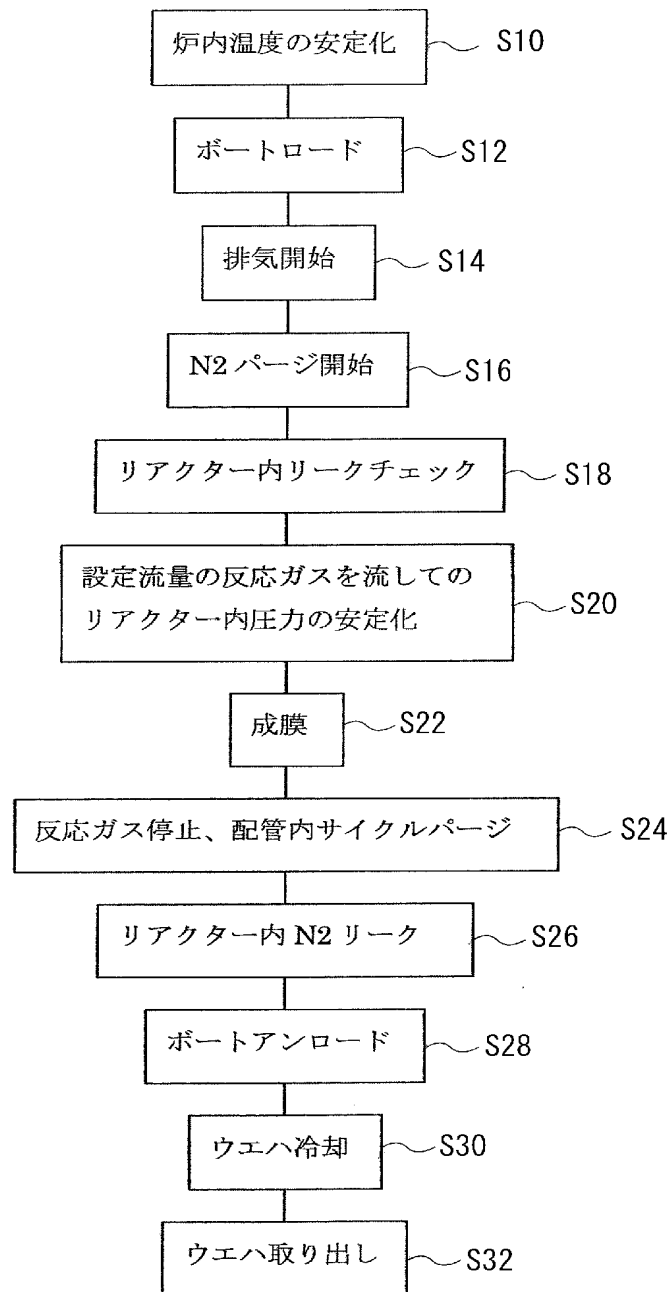 炉内温度の安定化 S10
ボートロード S12
排気開始 S14
N2 パージ開始 S16
リアクター内リークチェック S18
設定流量の反応ガスを流しての
リアクター内圧力の安定化 S20
成膜 S22
反応ガス停止、配管内サイクルパージ S24
リアクター内 N2 リーク S26
ボートアンロード S28
ウエハ冷却 S30
ウエハ取り出し S32